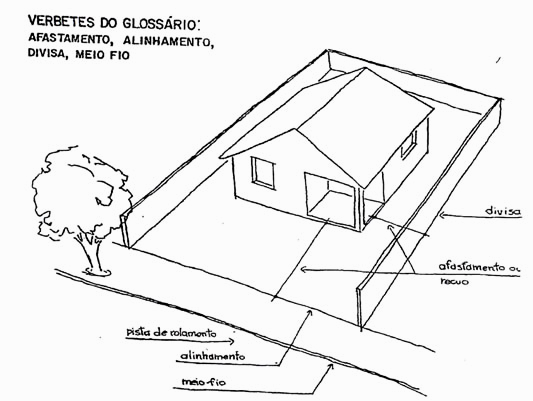 VERBETES DO GLOSSÁRIO:
AFASTAMENTO, ALINHAMENTO,
DIVISA, MEIO FIO
divisa
afastamento ou
recuo
pista de rolamento
alinhamento
meio-fio